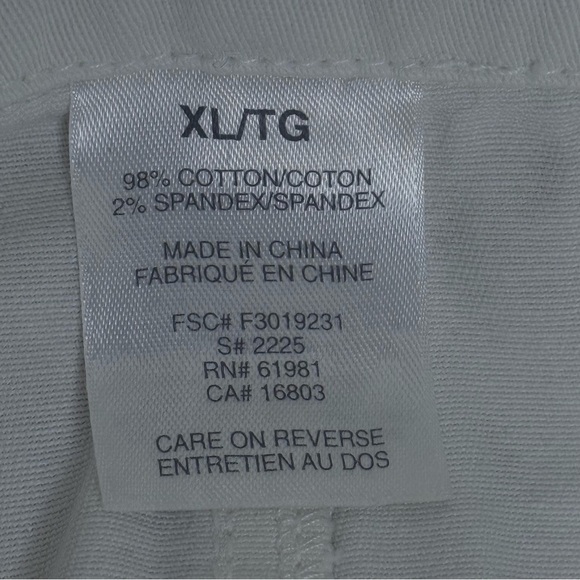 XL/TG
98% COTTON/COTON
2% SPANDEX/SPANDEX
MADE IN CHINA
FABRIQUÉ EN CHINE
FSC# F3019231
S# 2225
RN# 61981
CA# 16803
CARE ON REVERSE
ENTRETIEN AU DOS